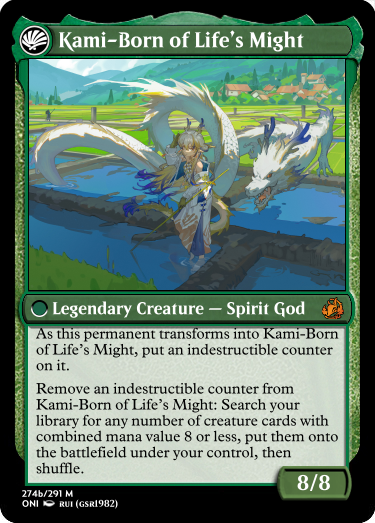 Kami-Born of Life's Might
Legendary Creature — Spirit God
As this permanent transforms into Kami-Born
of Life's Might, put an indestructible counter
on it.
Remove an indestructible counter from
Kami-Born of Life's Might: Search your
library for any number of creature cards with
combined mana value 8 or less, put them onto
the battlefield under your control, then
shuffle.
8/8
274b/291 M
ONI RUI (GSR1982)